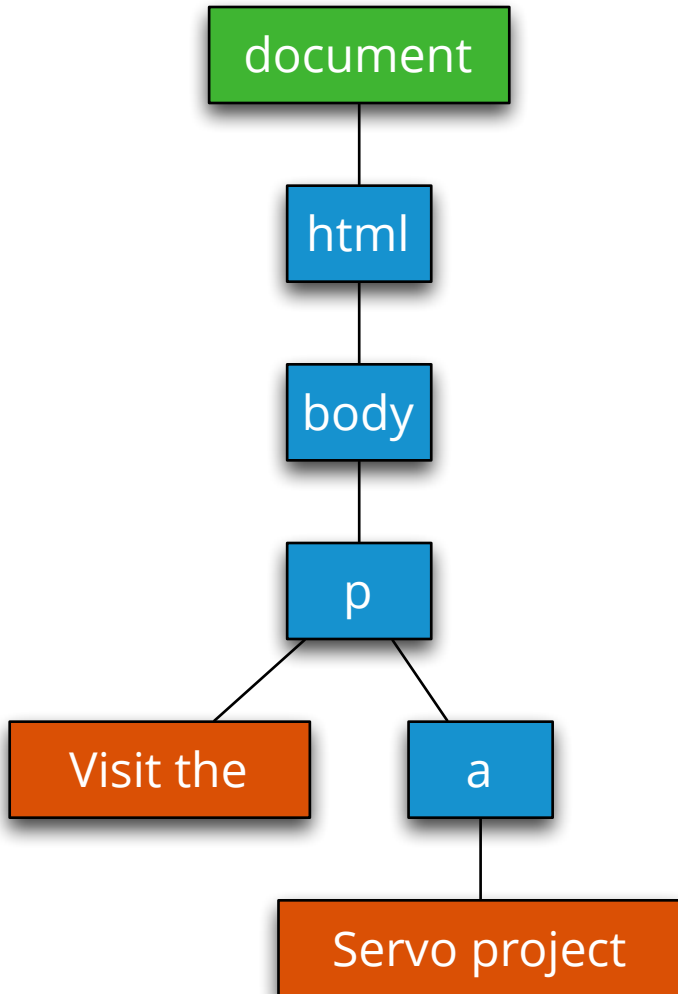 document
html
body
p
Visit the
a
Servo project